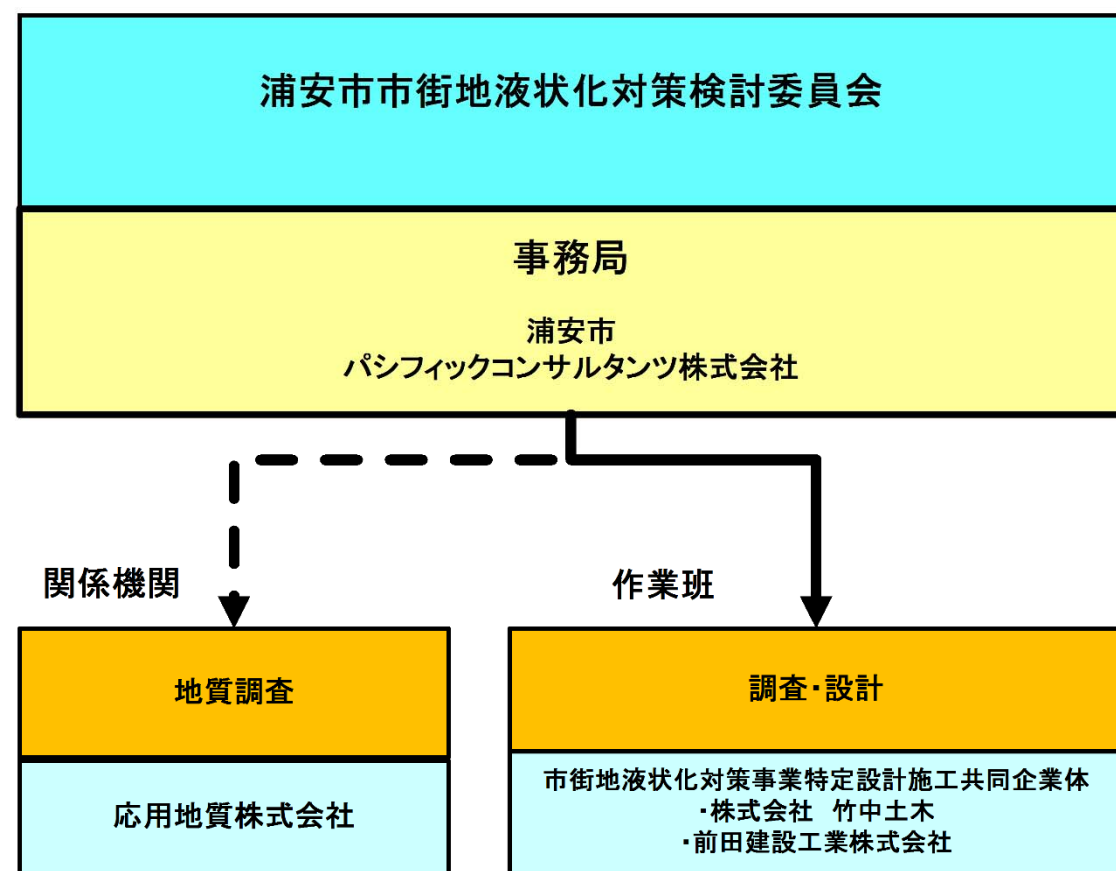 浦安市市街地液状化対策検討委員会
事務局
浦安市
パシフィックコンサルタンツ株式会社
関係機関
作業班
地質調査
応用地質株式会社
調査・設計
市街地液状化対策事業特定設計施工共同企業体
・株式会社　竹中土木
・前田建設工業株式会社